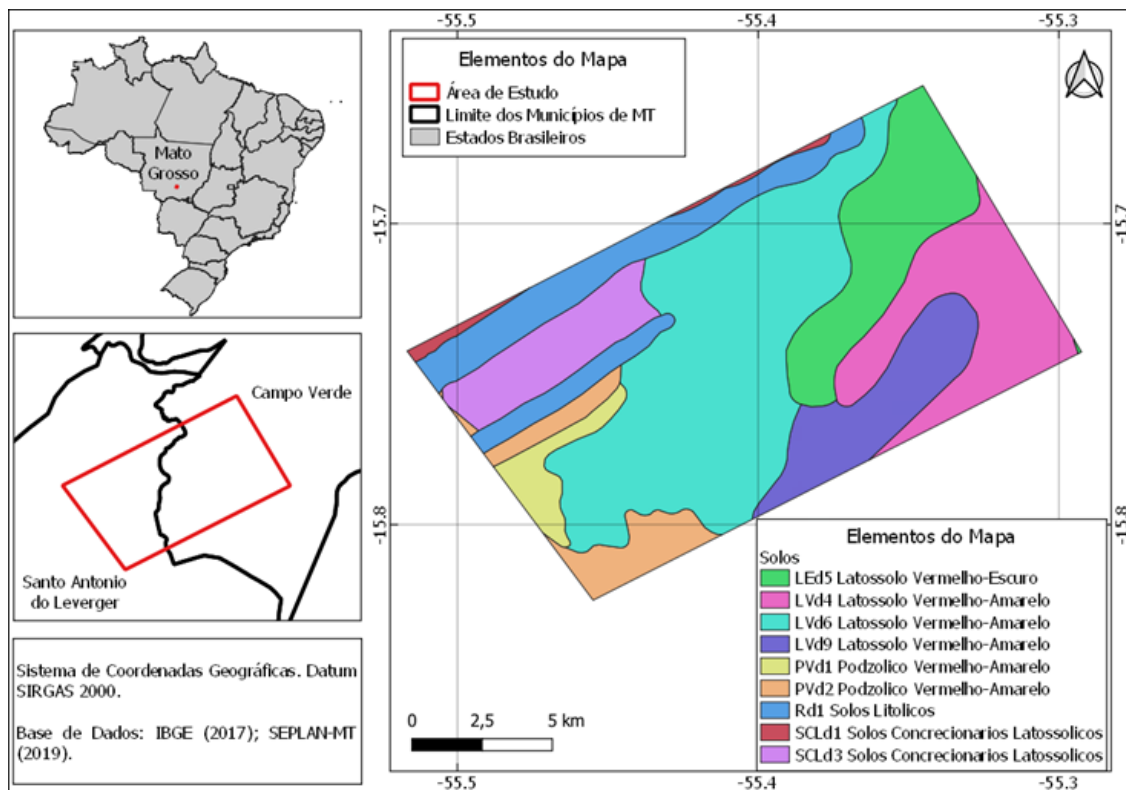 -55.5
-55.4
-55.3
Elementos do Mapa
Área de Estudo
Limite dos Municípios de MT
Estados Brasileiros
Mato
Grosso
-15.7
-15.7
Campo Verde
Santo Antonio
do Leverger
-15.8
-15.8
Elementos do Mapa
Solos
LEd5 Latossolo Vermelho-Escuro
LVd4 Latossolo Vermelho-Amarelo
LVd6 Latossolo Vermelho-Amarelo
LVd9 Latossolo Vermelho-Amarelo
PVd1 Podzolico Vermelho-Amarelo
PVd2 Podzolico Vermelho-Amarelo
Rd1 Solos Litolicos
SCLd1 Solos Concrecionarios Latossolicos
SCLd3 Solos Concrecionarios Latossolicos
Sistema de Coordenadas Geográficas. Datum
SIRGAS 2000.
Base de Dados: IBGE (2017); SEPLAN-MT
(2019).
0 2,5 5 km
-55.5
-55.4
-55.3